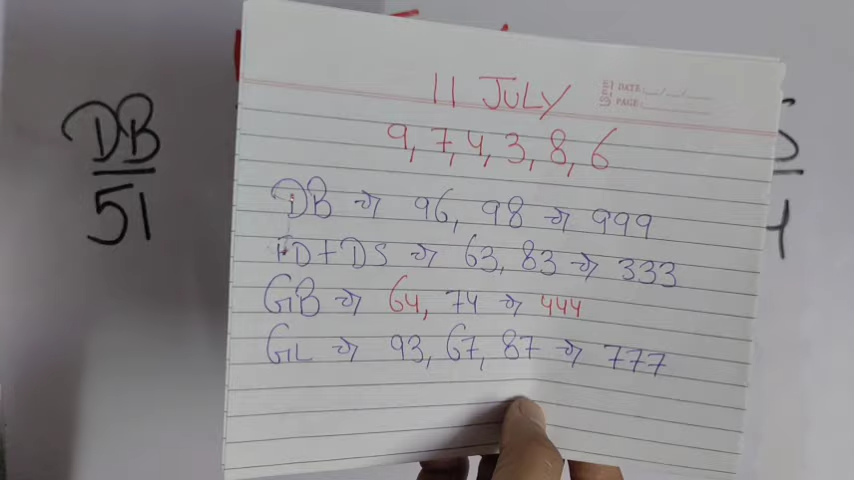 DB
51
11 JULY
DATE:
PAGE:
9, 7, 4, 3, 8, 6
DB → 96, 98 → 999
FD+DS → 63, 83 → 333
GB → 64, 74 → 444
GL → 93, 67, 87 → 777